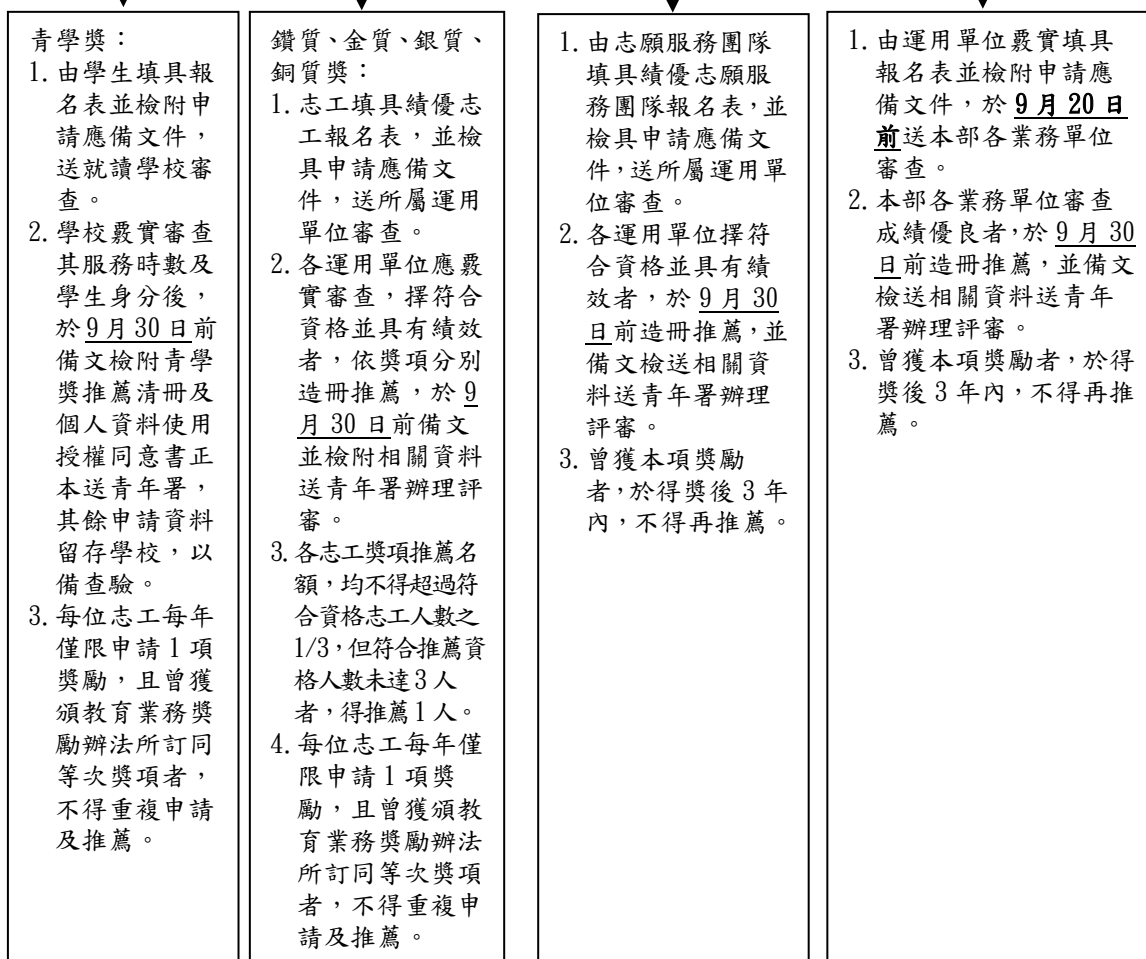 青學獎：
1. 由學生填具報
名表並檢附申
請應備文件，
送就讀學校審
查。
2. 學校覈實審查
其服務時數及
學生身分後，
於9月30日前
備文檢附青學
獎推薦清冊及
個人資料使用
授權同意書正
本送青年署，
其餘申請資料
留存學校，以
備查驗。
3. 每位志工每年
僅限申請1項
獎勵，且曾獲
頒教育業務獎
勵辦法所訂同
等次獎項者，
不得重複申請
及推薦。
鑽質、金質、銀質、
銅質獎：
1. 志工填具績優志
工報名表，並檢
具申請應備文
件，送所屬運用
單位審查。
2. 各運用單位應覈
實審查，擇符合
資格並具有績效
者，依獎項分別
造冊推薦，於9
月30日前備文
並檢附相關資料
送青年署辦理評
審。
3. 各志工獎項推薦名
額，均不得超過符
合資格志工人數之
1/3，但符合推薦資
格人數未達3人
者，得推薦1人。
4. 每位志工每年僅
限申請1項獎
勵，且曾獲頒教
育業務獎勵辦法
所訂同等次獎項
者，不得重複申
請及推薦。
1. 由志願服務團隊
填具績優志願服
務團隊報名表，並
檢具申請應備文
件，送所屬運用單
位審查。
2. 各運用單位擇符
合資格並具有績
效者，於9月30
日前造冊推薦，並
備文檢送相關資
料送青年署辦理
評審。
3. 曾獲本項獎勵
者，於得獎後3年
內，不得再推薦。
1. 由運用單位覈實填具
報名表並檢附申請應
備文件，於9月20日
前送本部各業務單位
審查。
2. 本部各業務單位審查
成績優良者，於9月30
日前造冊推薦，並備文
檢送相關資料送青年
署辦理評審。
3. 曾獲本項獎勵者，於得
獎後3年內，不得再推
薦。